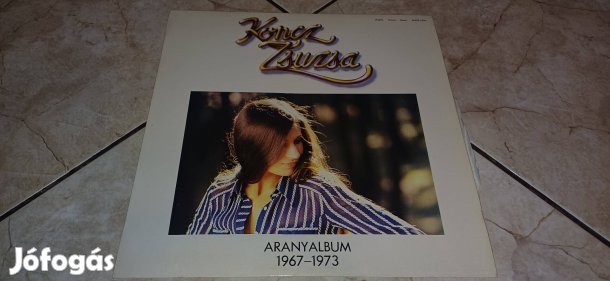 Koncz
Zsuzsa
ARANYALBUM
1967–1973
Jófogás